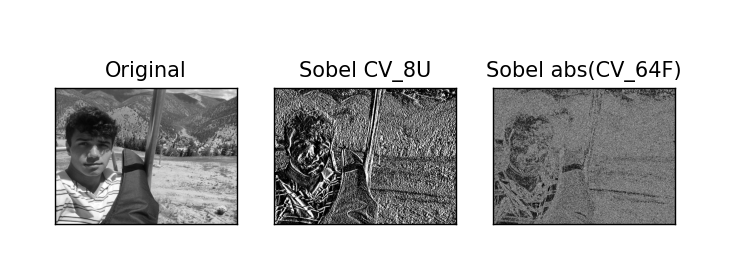 Original
Sobel CV_8U
Sobel abs(CV_64F)